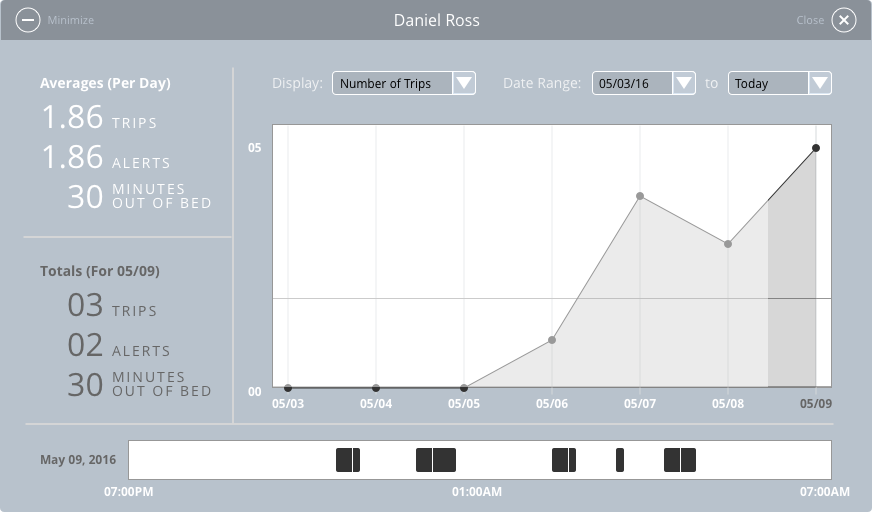 Minimize
Daniel Ross
Close
Averages (Per Day)
1.86 TRIPS
1.86 ALERTS
30 MINUTES
OUT OF BED
Totals (For 05/09)
03 TRIPS
02 ALERTS
30 MINUTES
OUT OF BED
Display: Number of Trips
Date Range: 05/03/16 to Today
05
00
05/03 05/04 05/05 05/06 05/07 05/08 05/09
May 09, 2016
07:00PM 01:00AM 07:00AM